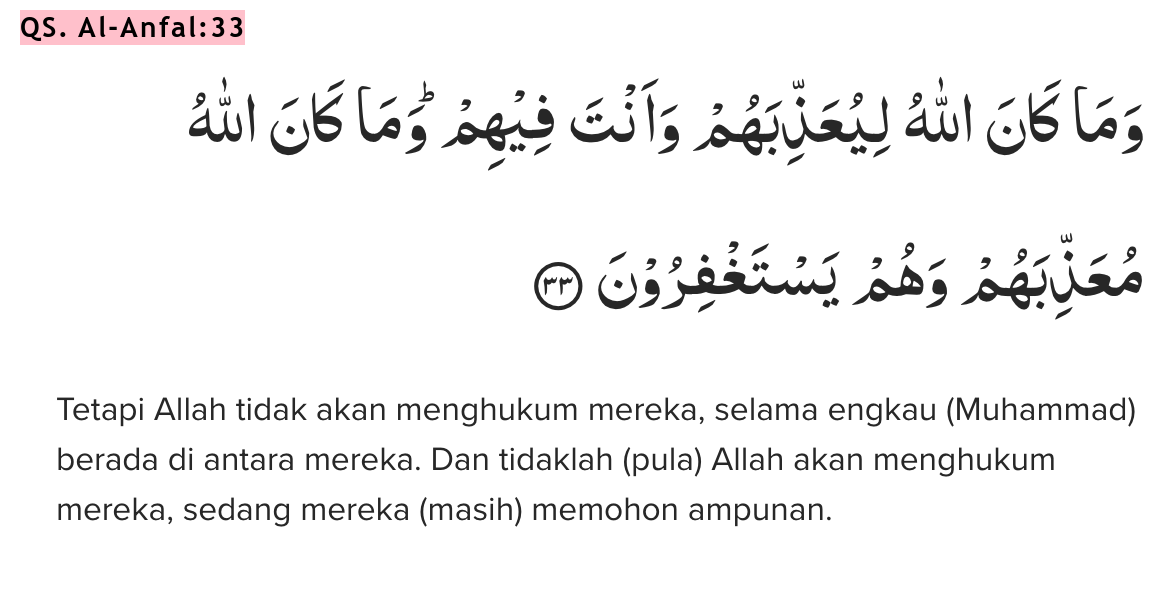 QS. Al-Anfal:33
وَمَا كَانَ اللّٰهُ لِيُعَذِّبَهُمْ وَاَنْتَ فِيْهِمْۗ وَمَا كَانَ اللّٰهُ
مُعَذِّبَهُمْ وَهُمْ يَسْتَغْفِرُوْنَ ٣٣
Tetapi Allah tidak akan menghukum mereka, selama engkau (Muhammad)
berada di antara mereka. Dan tidaklah (pula) Allah akan menghukum
mereka, sedang mereka (masih) memohon ampunan.